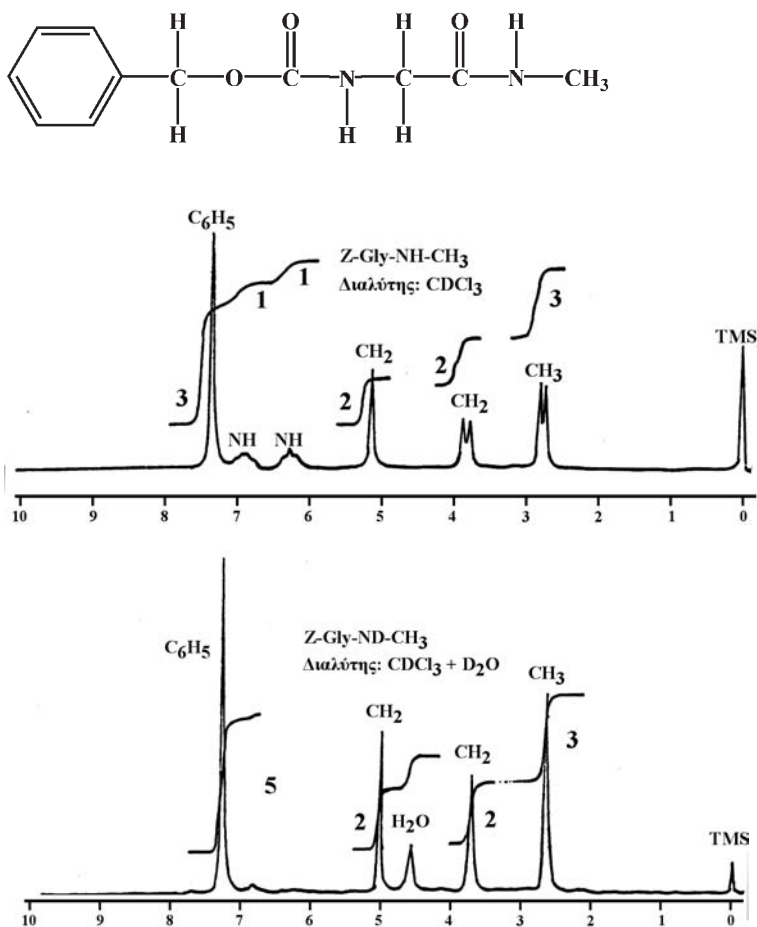 H O H O H
C O C N C C N CH3
H H H
C6H5
Z-Gly-NH-CH3
Διαλύτης: CDCl3
1
1
3
TMS
CH2
2
CH3
3
2
CH2
NH NH
10 9 8 7 6 5 4 3 2 1 0
Z-Gly-ND-CH3
C6H5
Διαλύτης: CDCl3 + D2O
CH3
CH2
CH2
3
5
2
H2O
2
TMS
10 9 8 7 6 5 4 3 2 1 0